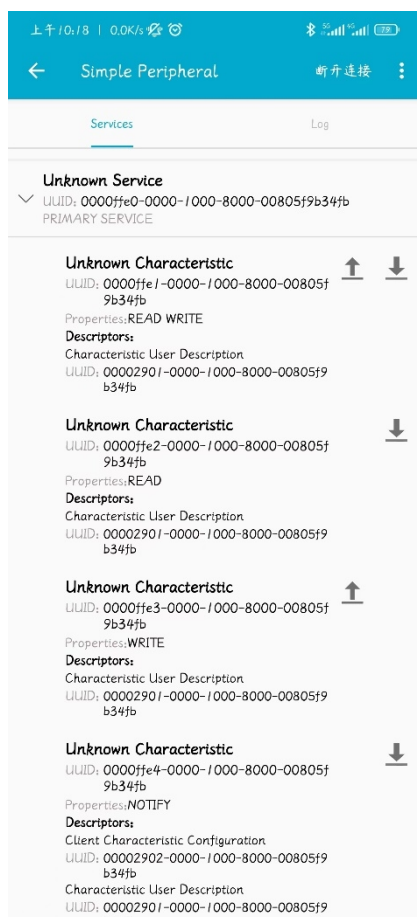 上午10:18 | 0.0K/s
5G 4G 79
Simple Peripheral 断开连接
Services Log
Unknown Service
UUID: 0000ffe0-0000-1000-8000-00805f9b34fb
PRIMARY SERVICE
Unknown Characteristic
UUID: 0000ffe1-0000-1000-8000-00805f
9b34fb
Properties:READ WRITE
Descriptors:
Characteristic User Description
UUID: 00002901-0000-1000-8000-00805f9
b34fb
Unknown Characteristic
UUID: 0000ffe2-0000-1000-8000-00805f
9b34fb
Properties:READ
Descriptors:
Characteristic User Description
UUID: 00002901-0000-1000-8000-00805f9
b34fb
Unknown Characteristic
UUID: 0000ffe3-0000-1000-8000-00805f
9b34fb
Properties:WRITE
Descriptors:
Characteristic User Description
UUID: 00002901-0000-1000-8000-00805f9
b34fb
Unknown Characteristic
UUID: 0000ffe4-0000-1000-8000-00805f
9b34fb
Properties:NOTIFY
Descriptors:
Client Characteristic Configuration
UUID: 00002902-0000-1000-8000-00805f9
b34fb
Characteristic User Description
UUID: 00002901-0000-1000-8000-00805f9